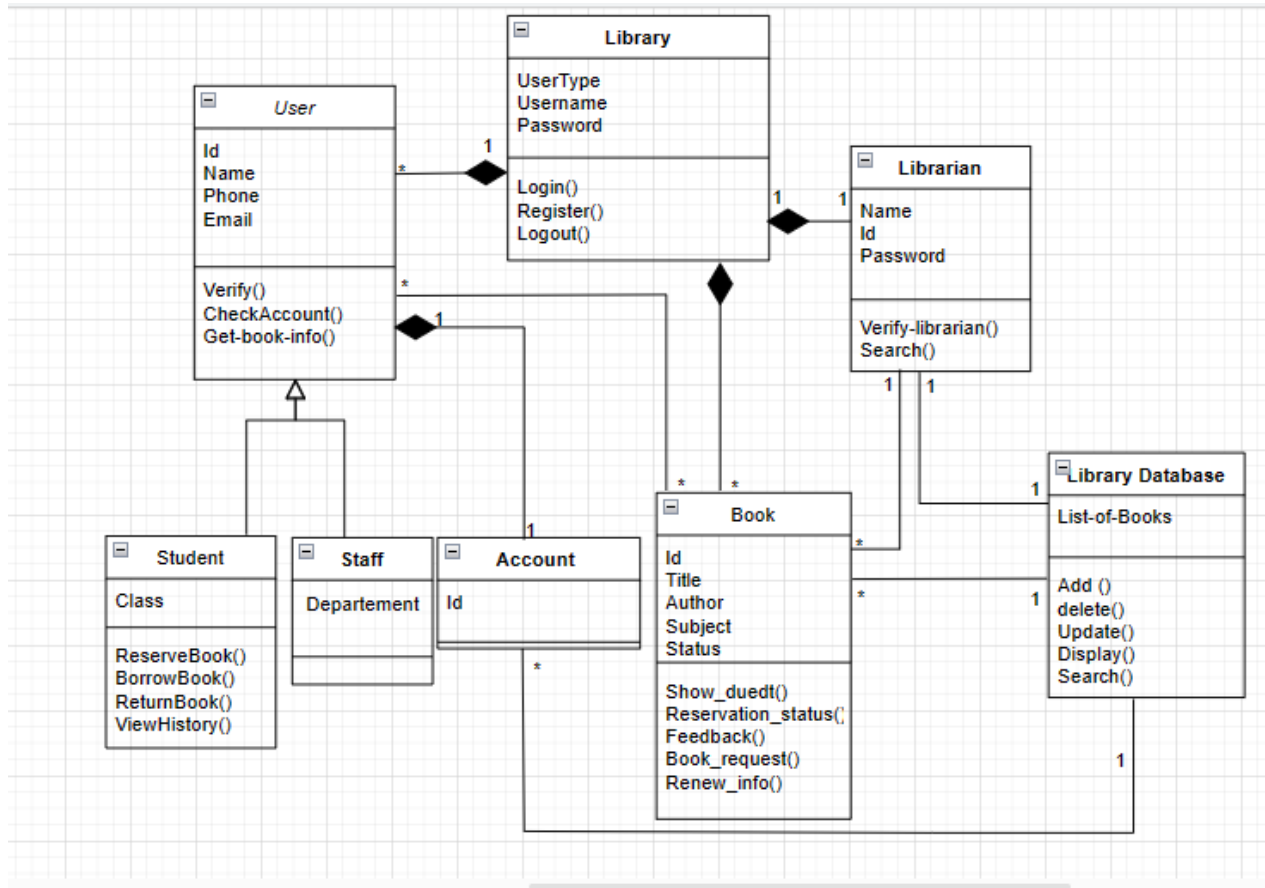 Library
UserType
Username
Password
Login()
Register()
Logout()
User
Id
Name
Phone
Email
Verify()
CheckAccount()
Get-book-info()
*
1
1
1
Librarian
Name
Id
Password
Verify-librarian()
Search()
*
1
1
1
*
*
1
Library Database
List-of-Books
Add ()
delete()
Update()
Display()
Search()
Student
Class
ReserveBook()
BorrowBook()
ReturnBook()
ViewHistory()
Staff
Departement
1
Account
Id
*
Book
Id
Title
Author
Subject
Status
Show_duedt()
Reservation_status(
Feedback()
Book_request()
Renew_info()
*
*
1
1